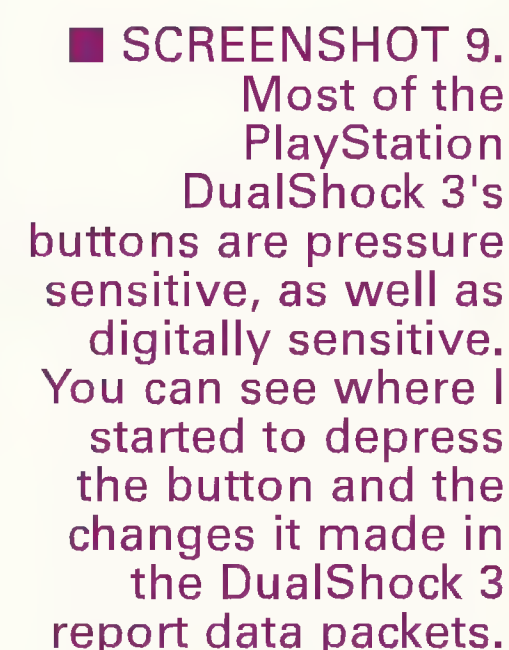 ■ SCREENSHOT 9.
Most of the
PlayStation
DualShock 3's
buttons are pressure
sensitive, as well as
digitally sensitive.
You can see where I
started to depress
the button and the
changes it made in
the DualShock 3
report data packets.